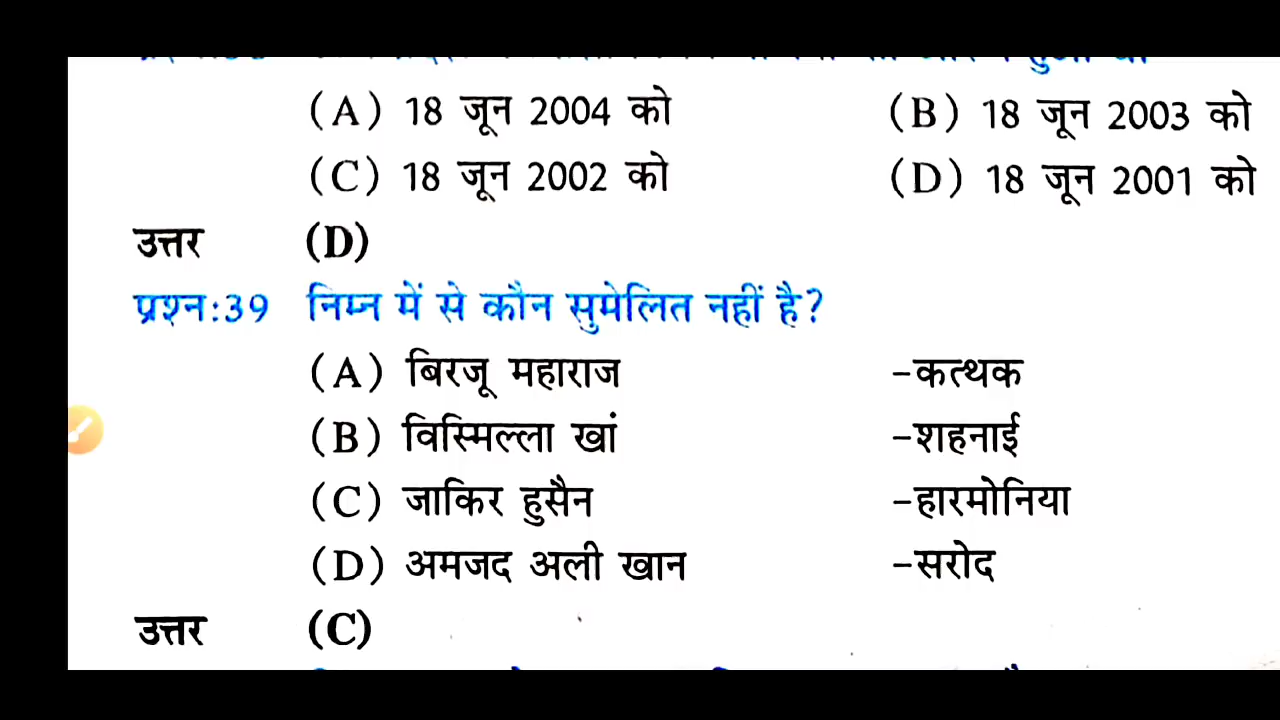 (A) 18 जून 2004 को (B) 18 जून 2003 को
(C) 18 जून 2002 को (D) 18 जून 2001 को
उत्तर (D)
प्रश्न:39 निम्न में से कौन सुमेलित नहीं है?
(A) बिरजू महाराज -कत्थक
(B) विस्मिल्ला खां -शहनाई
(C) जाकिर हुसैन -हारमोनिया
(D) अमजद अली खान -सरोद
उत्तर (C)